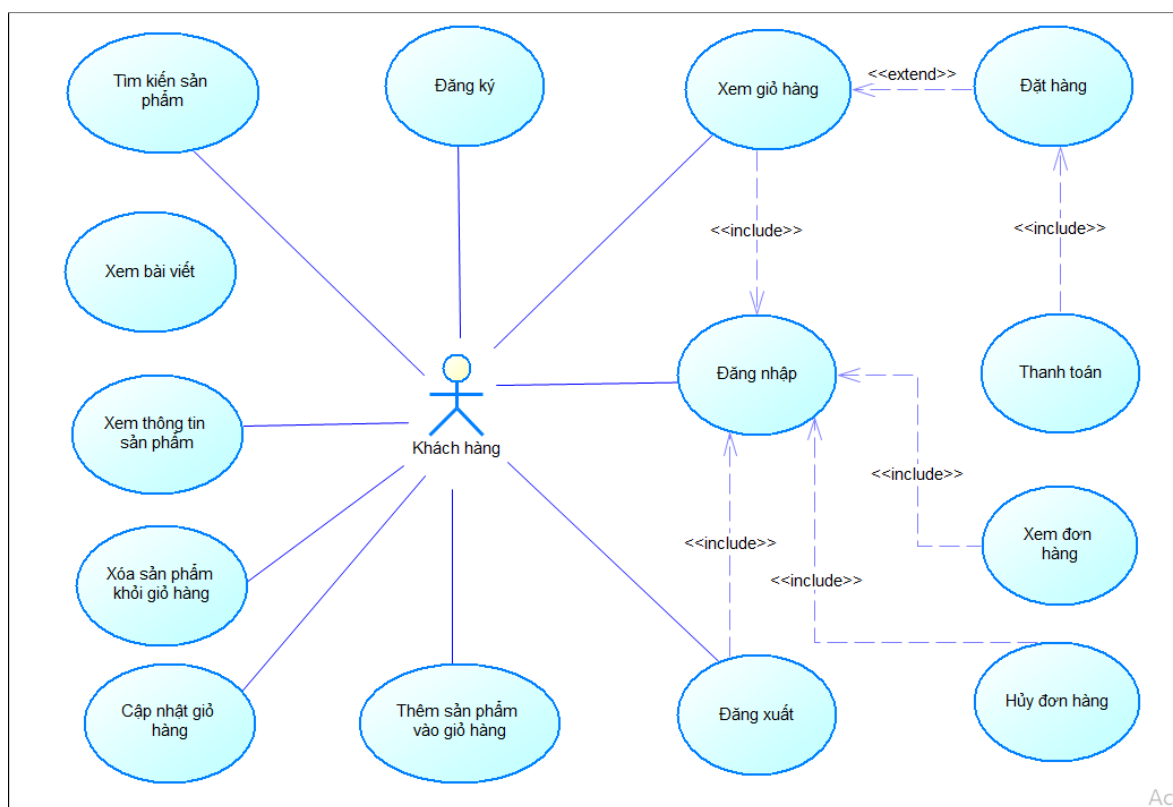 Tìm kiến sản
phẩm
Đăng ký
Xem giỏ hàng
<<extend>>
Đặt hàng
Xem bài viết
<<include>>
<<include>>
Đăng nhập
Thanh toán
Xem thông tin
sản phẩm
Khách hàng
<<include>>
Xem đơn
hàng
Xóa sản phẩm
khỏi giỏ hàng
<<include>>
<<include>>
Cập nhật giỏ
hàng
Thêm sản phẩm
vào giỏ hàng
Đăng xuất
Hủy đơn hàng
Ac